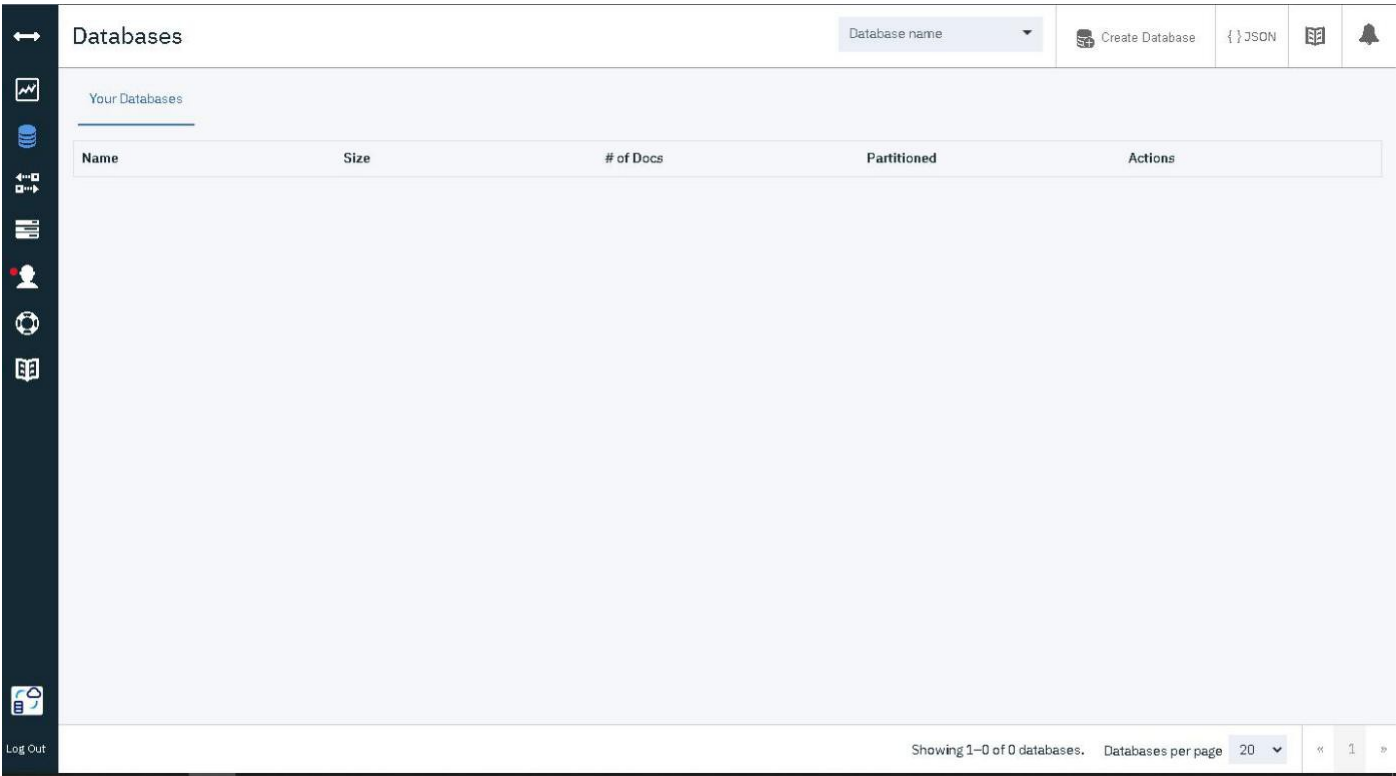 Databases
Database name
Create Database
{ } JSON
Your Databases
Name Size # of Docs Partitioned Actions
Log Out
Showing 1–0 of 0 databases. Databases per page 20 « 1 »